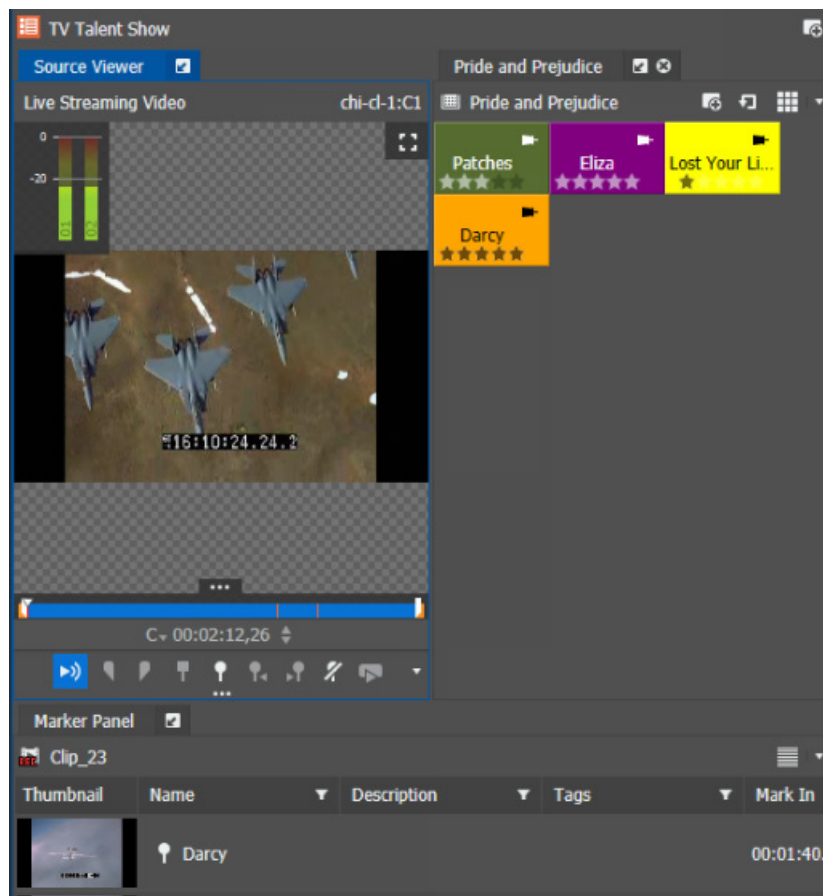 TV Talent Show
Source Viewer
Pride and Prejudice
Live Streaming Video
chi-cl-1:C1
Pride and Prejudice
0
-20
01
02
Patches
Eliza
Lost Your Li...
Darcy
16:10:24.24.2
C 00:02:12,26
Marker Panel
Clip_23
Thumbnail
Name
Description
Tags
Mark In
Darcy
00:01:40.